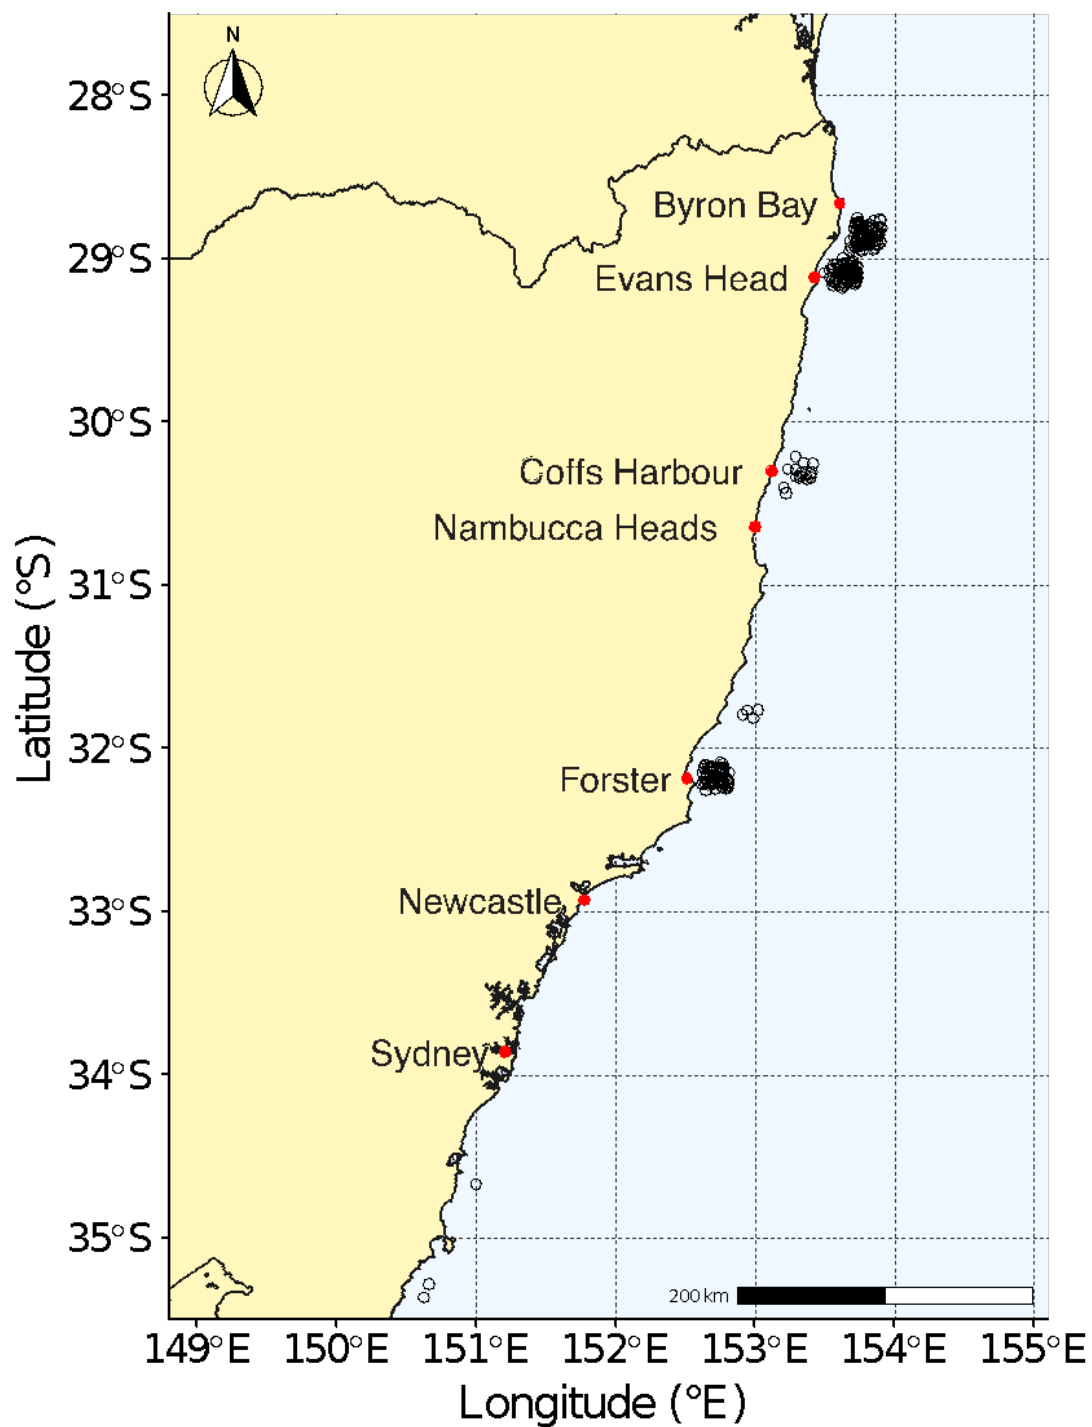 N
28°S
Byron Bay
29°S
Evans Head
30°S
Coffs Harbour
Nambucca Heads
31°S
Latitude (°S)
32°S
Forster
Newcastle
33°S
Sydney
34°S
35°S
200 km
149°E 150°E 151°E 152°E 153°E 154°E 155°E
Longitude (°E)